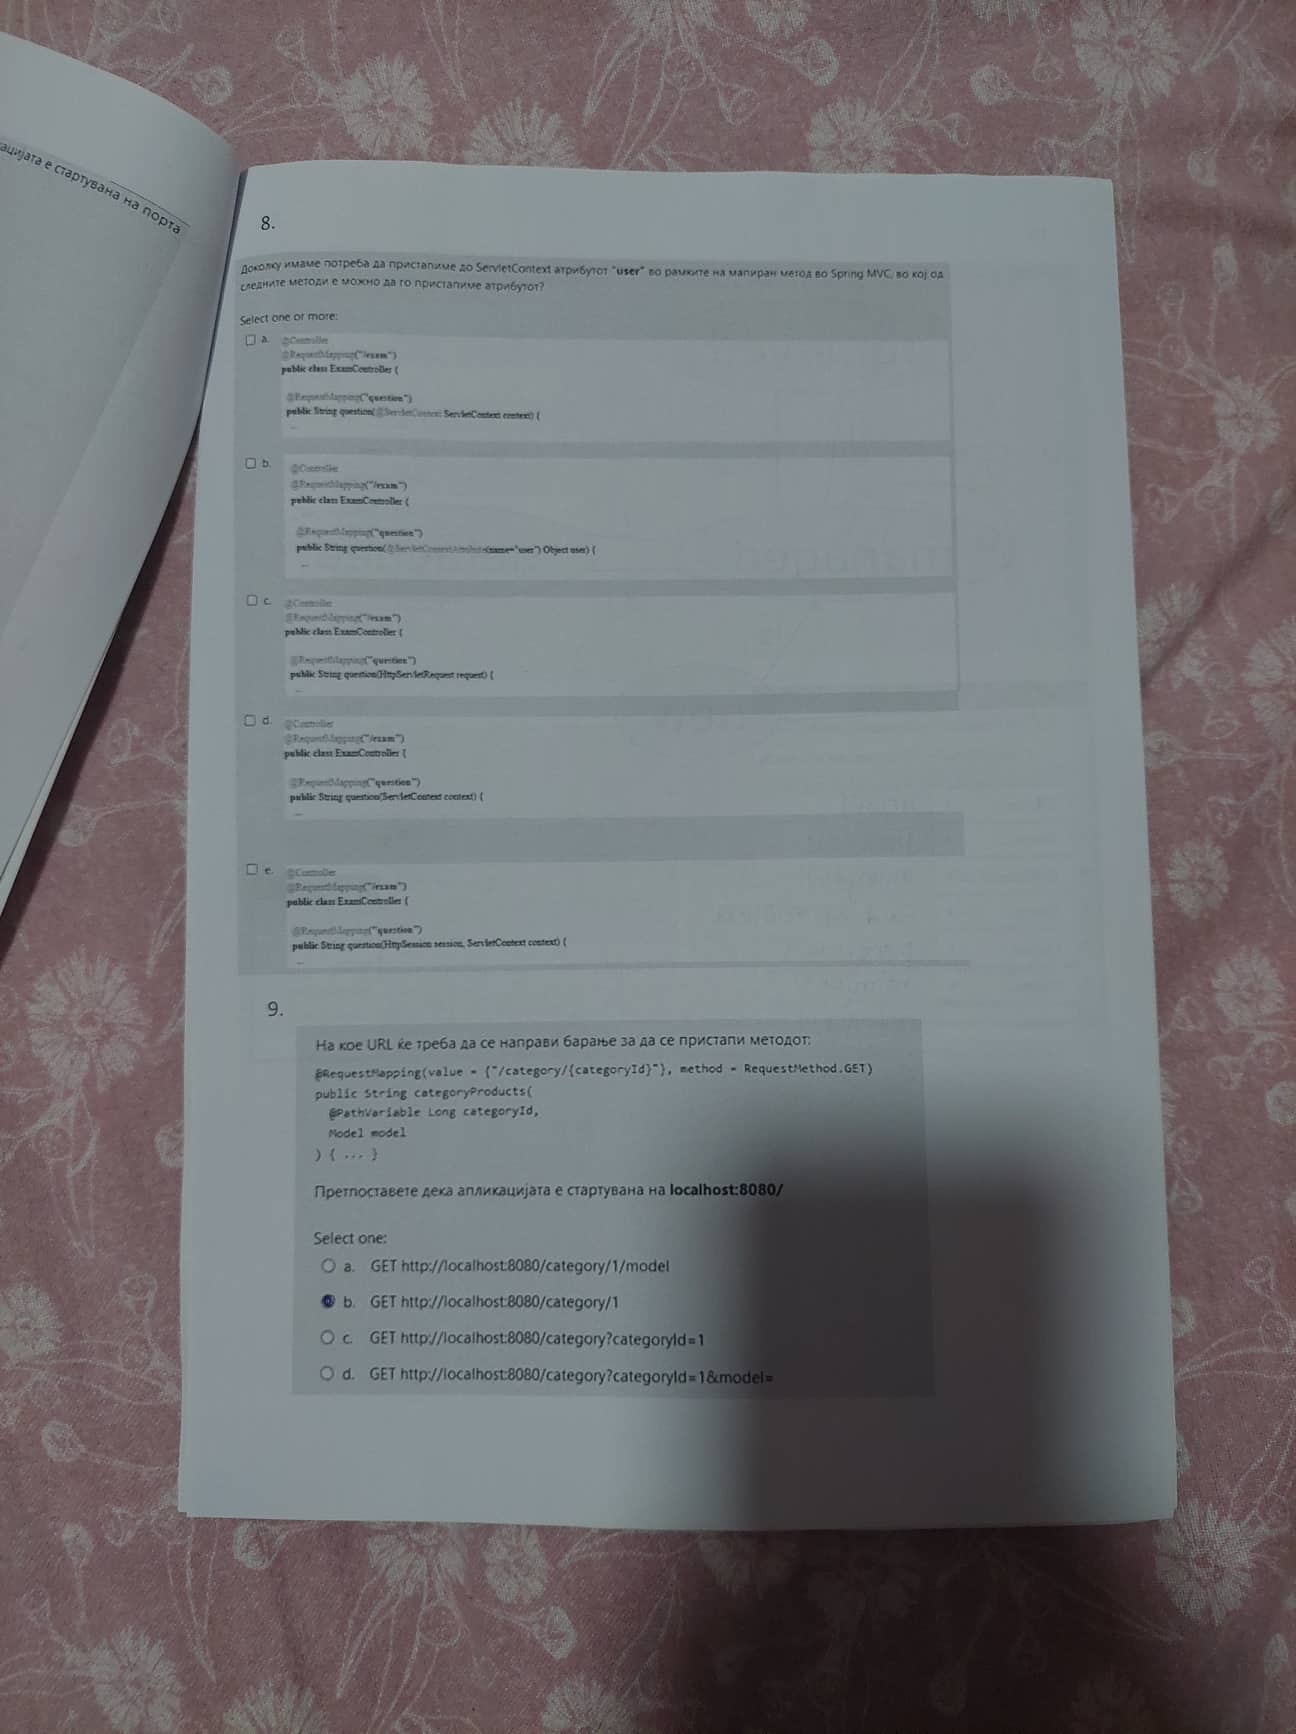 ацијата е стартувана на порта
8.
Доколку имаме потреба да пристапиме до ServletContext атрибутот "user" во рамките на мапиран метод во Spring MVC, во кој од
следните методи е можно да го пристапиме атрибутот?
Select one or more:
a. @Controller
@RequestMapping("/exam")
public class ExamController {
@RequestMapping("question")
public String question(@ServletContext ServletContext context) {
...
b. @Controller
@RequestMapping("/exam")
public class ExamController {
@RequestMapping("question")
public String question(@ServletContextAttribute(name="user") Object user) {
...
c. @Controller
@RequestMapping("/exam")
public class ExamController {
@RequestMapping("question")
public String question(HttpServletRequest request) {
...
d. @Controller
@RequestMapping("/exam")
public class ExamController {
@RequestMapping("question")
public String question(ServletContext context) {
...
e. @Controller
@RequestMapping("/exam")
public class ExamController {
@RequestMapping("question")
public String question(HttpSession session, ServletContext context) {
...
9.
На кое URL ќе треба да се направи барање за да се пристапи методот:
@RequestMapping(value = {"/category/{categoryId}"}, method = RequestMethod.GET)
public String categoryProducts(
@PathVariable Long categoryId,
Model model
) { ... }
Претпоставете дека апликацијата е стартувана на localhost:8080/
Select one:
a. GET http://localhost:8080/category/1/model
b. GET http://localhost:8080/category/1
c. GET http://localhost:8080/category?categoryId=1
d. GET http://localhost:8080/category?categoryId=1&model=